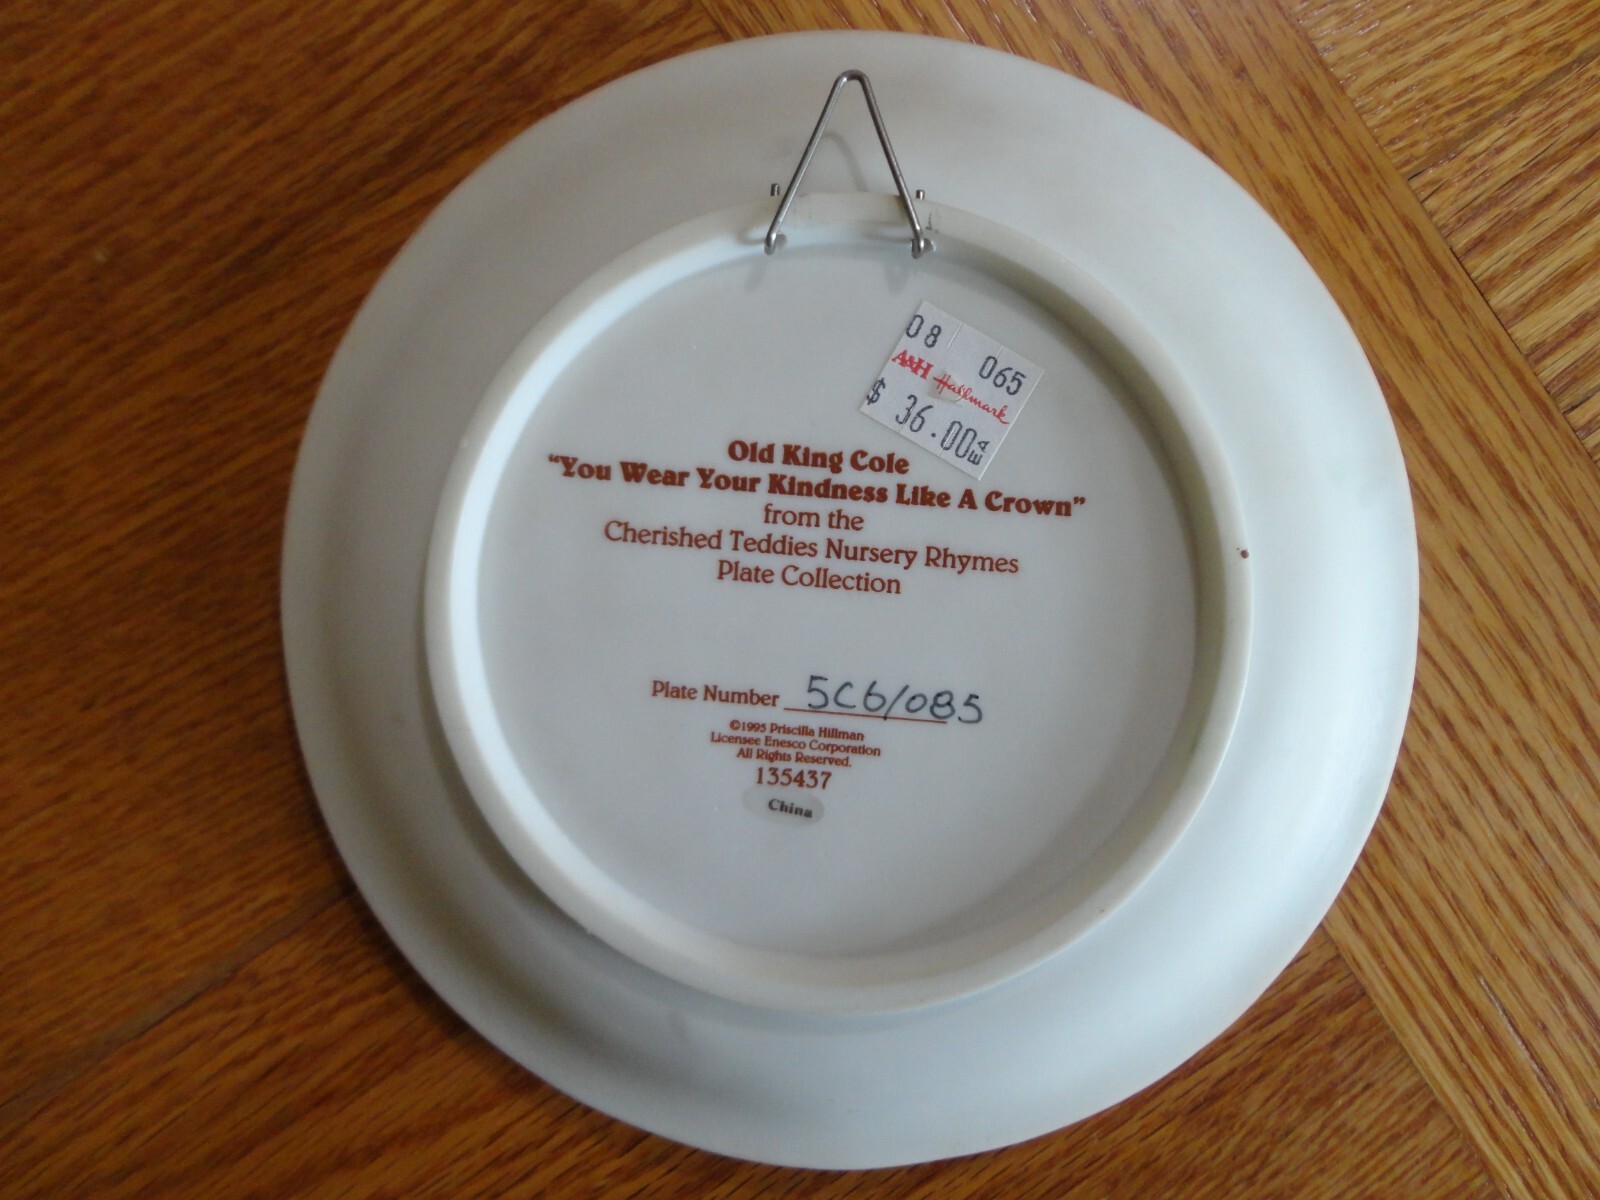 08 065
A&H Hallmark
$ 36.00 EA
Old King Cole
“You Wear Your Kindness Like A Crown”
from the
Cherished Teddies Nursery Rhymes
Plate Collection
Plate Number 5C6/085
©1995 Priscilla Hillman
Licensee Enesco Corporation
All Rights Reserved.
135437
China